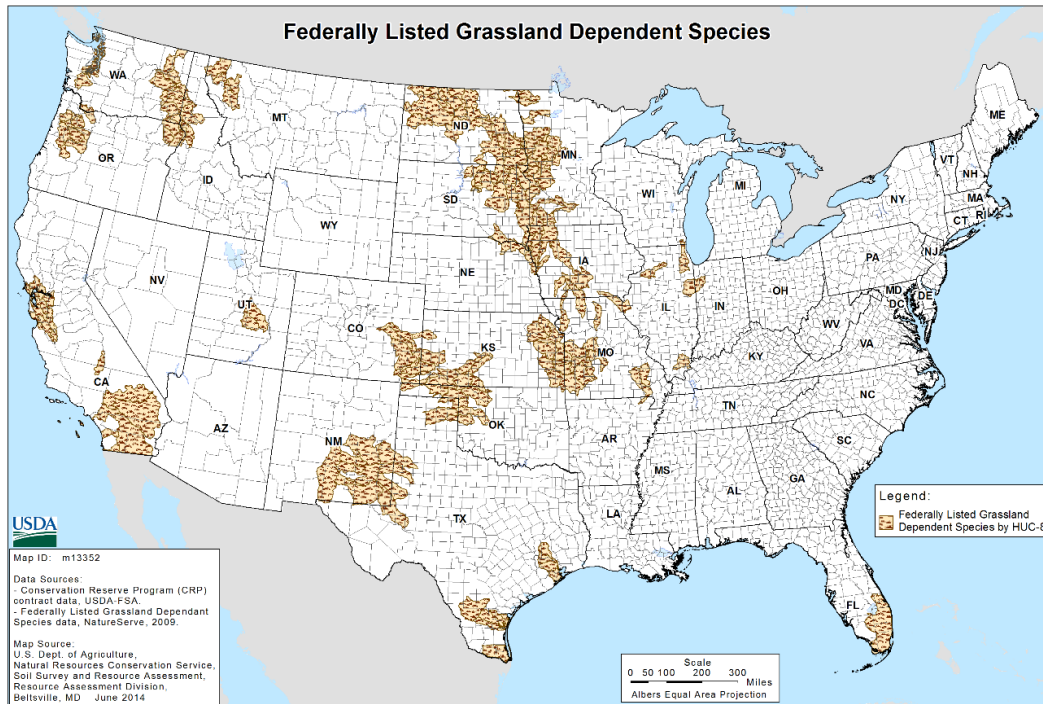 Federally Listed Grassland Dependent Species
WA
MT
ND
MN
ME
OR
ID
SD
WI
MI
VT
NH
NY
MA
CT
RI
WY
NE
IA
PA
NJ
NV
UT
CO
KS
IL
IN
OH
MD
DE
DC
WV
VA
CA
MO
KY
NC
AZ
NM
OK
AR
TN
SC
TX
LA
MS
AL
GA
FL
Legend:
Federally Listed Grassland
Dependent Species by HUC-8
USDA
Map ID: m13352
Data Sources:
- Conservation Reserve Program (CRP)
contract data, USDA-FSA.
- Federally Listed Grassland Dependant
Species data, NatureServe, 2009.
Map Source:
U.S. Dept. of Agriculture,
Natural Resources Conservation Service,
Soil Survey and Resource Assessment,
Resource Assessment Division,
Beltsville, MD June 2014
Scale
0 50 100 200 300
Miles
Albers Equal Area Projection